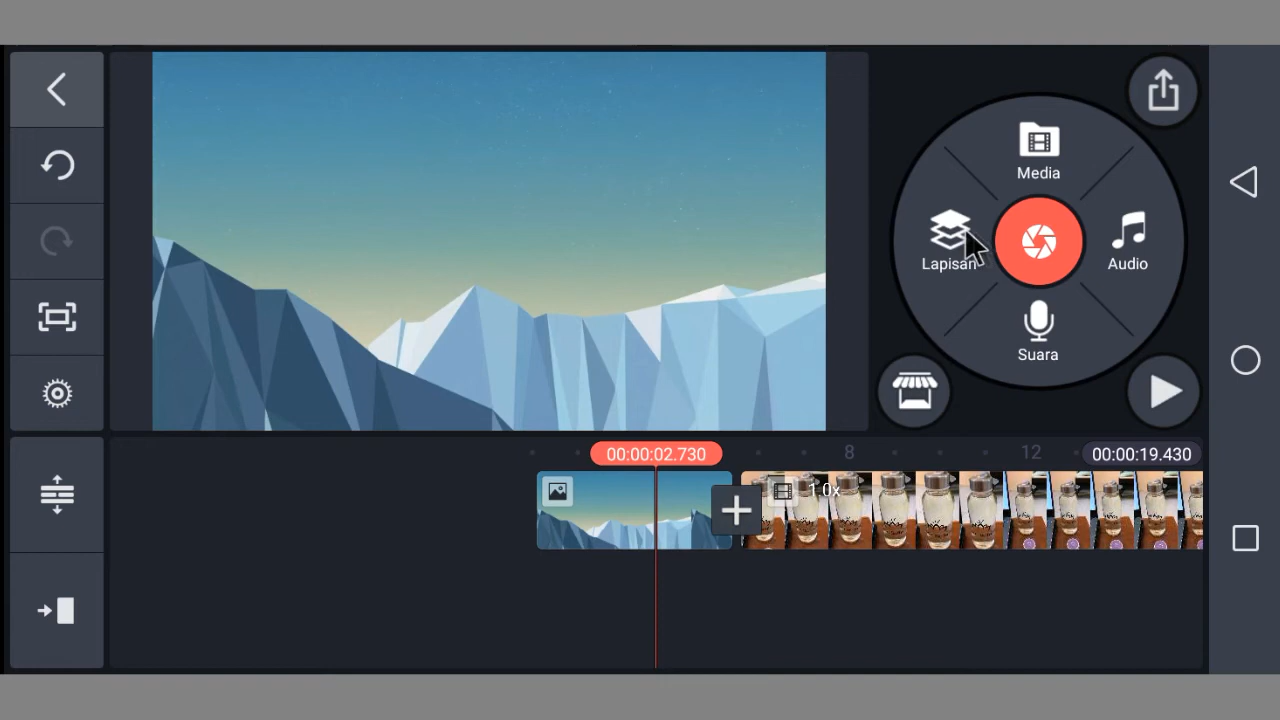 Media
Lapisan
Audio
Suara
00:00:02.730
8
12
00:00:19.430
1.0x